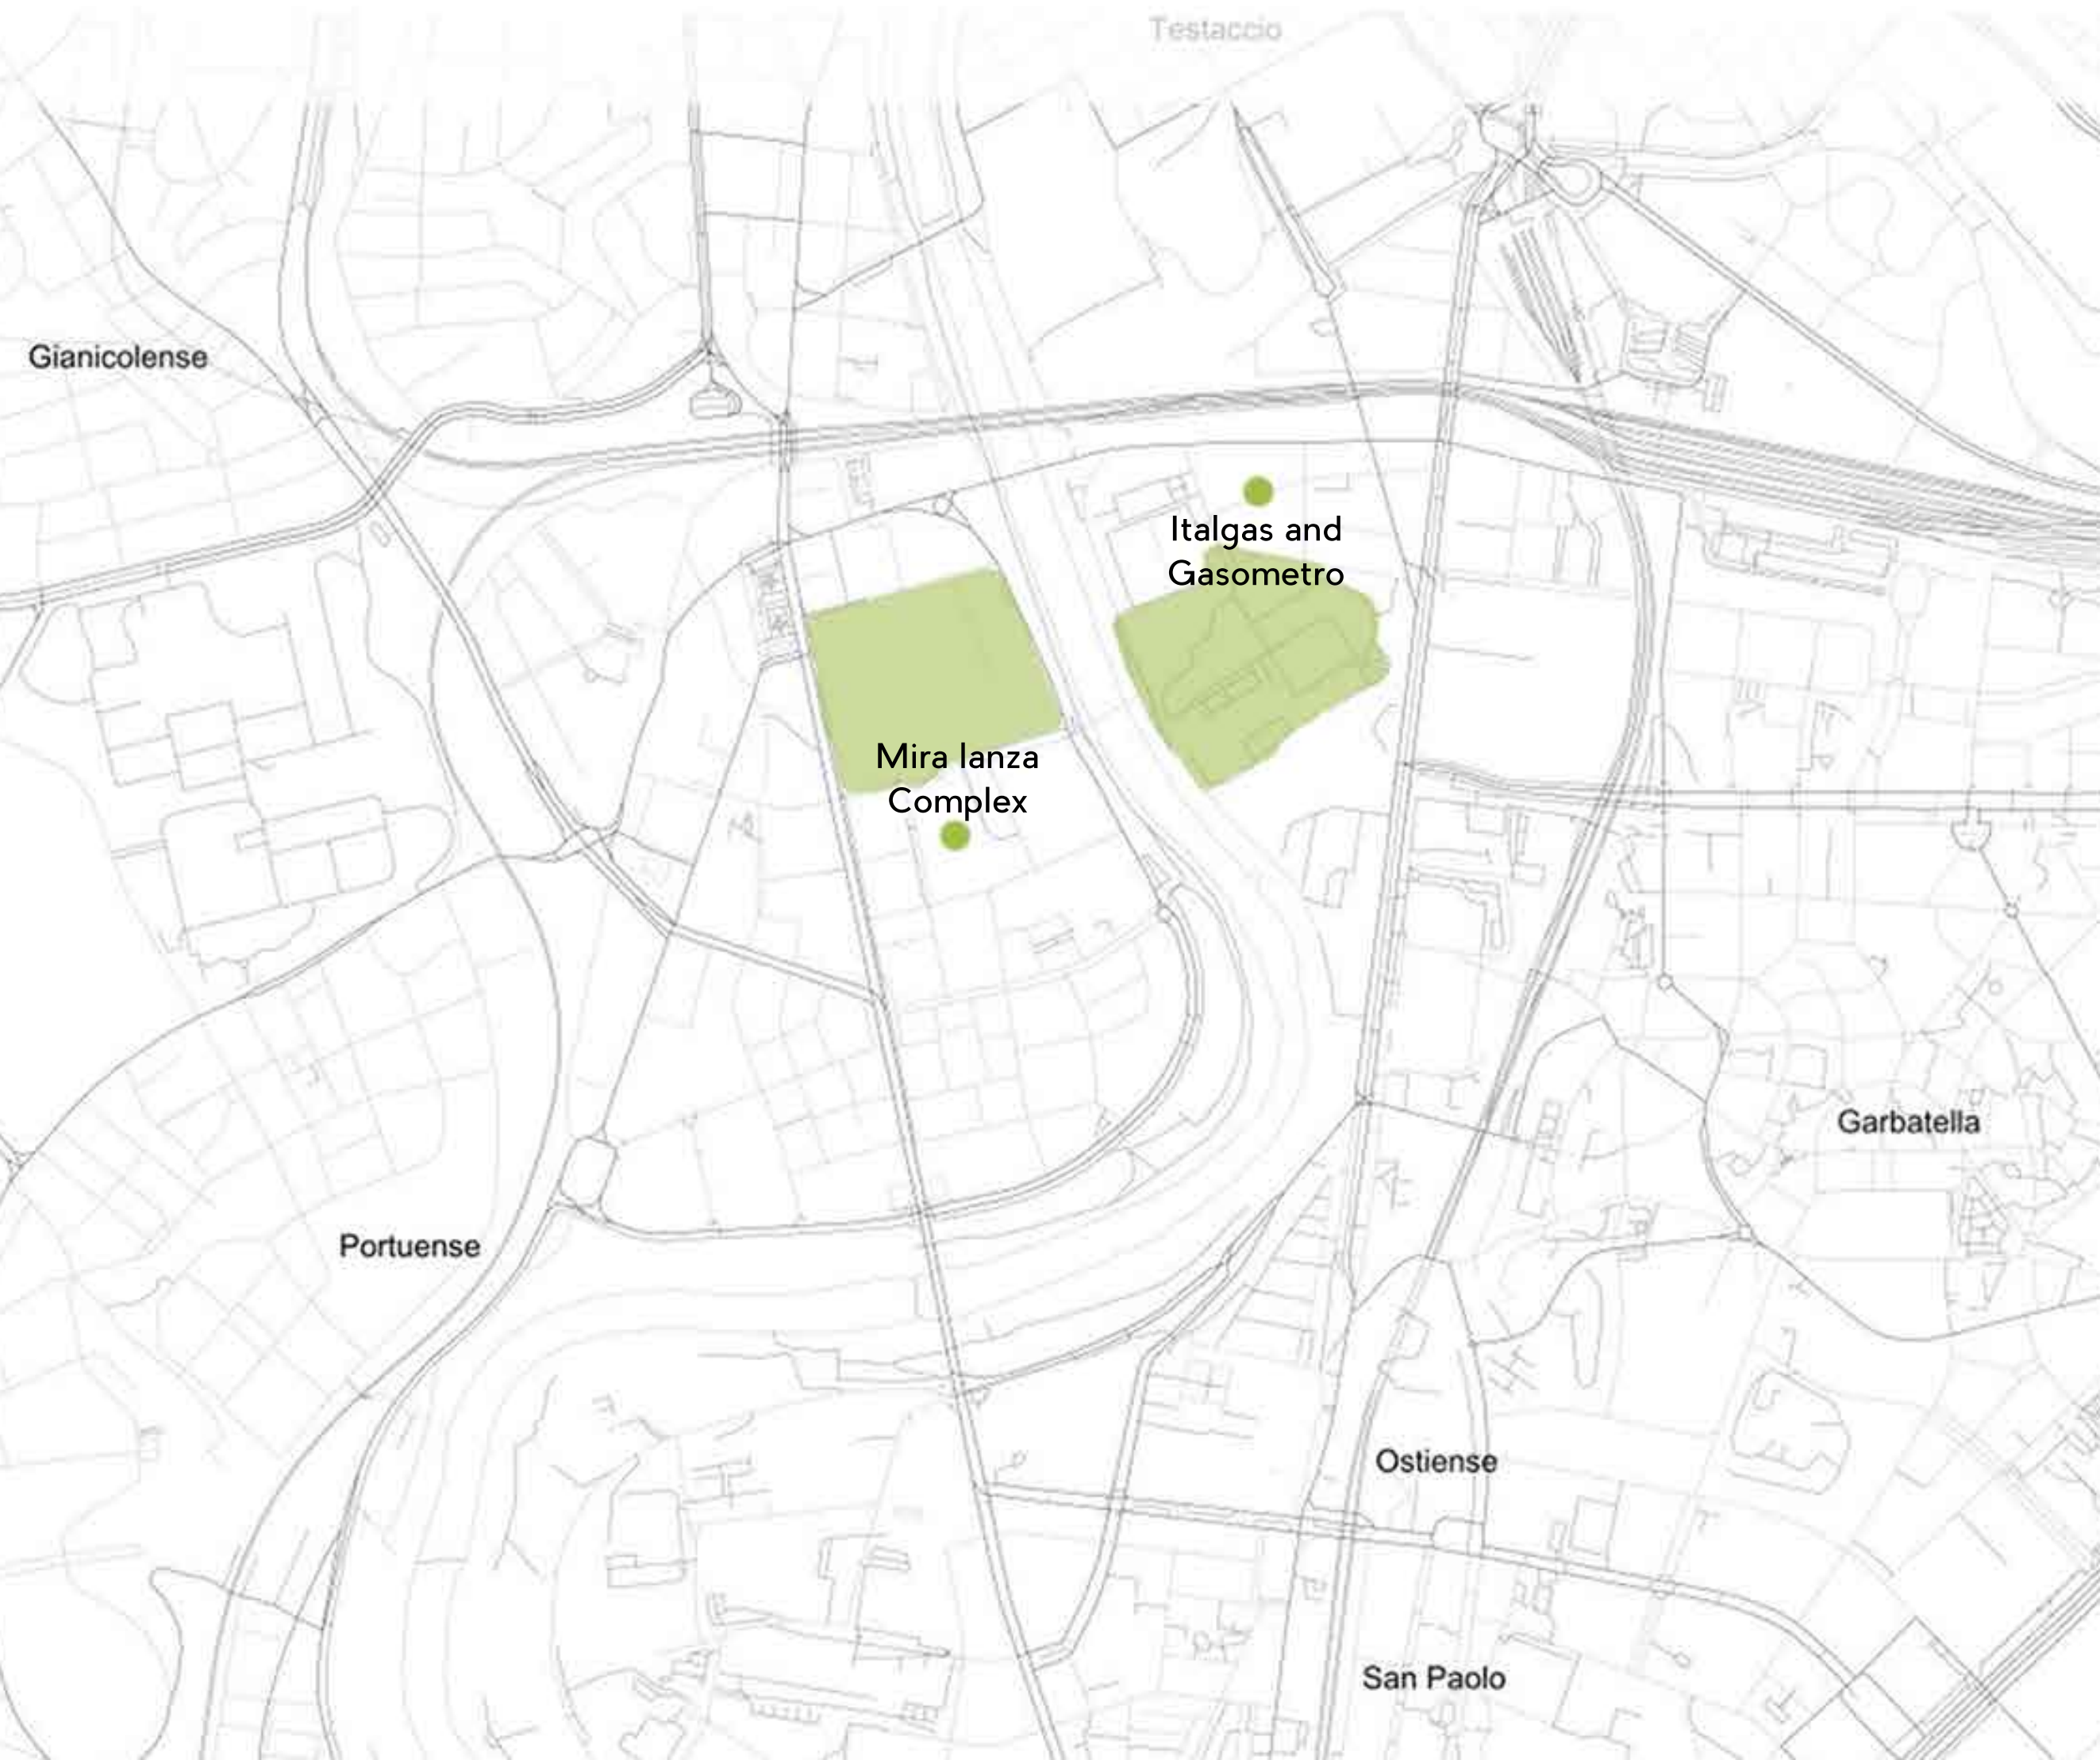 Testaccio
Gianicolense
Italgas and
Gasometro
Mira lanza
Complex
Garbatella
Portuense
Ostiense
San Paolo